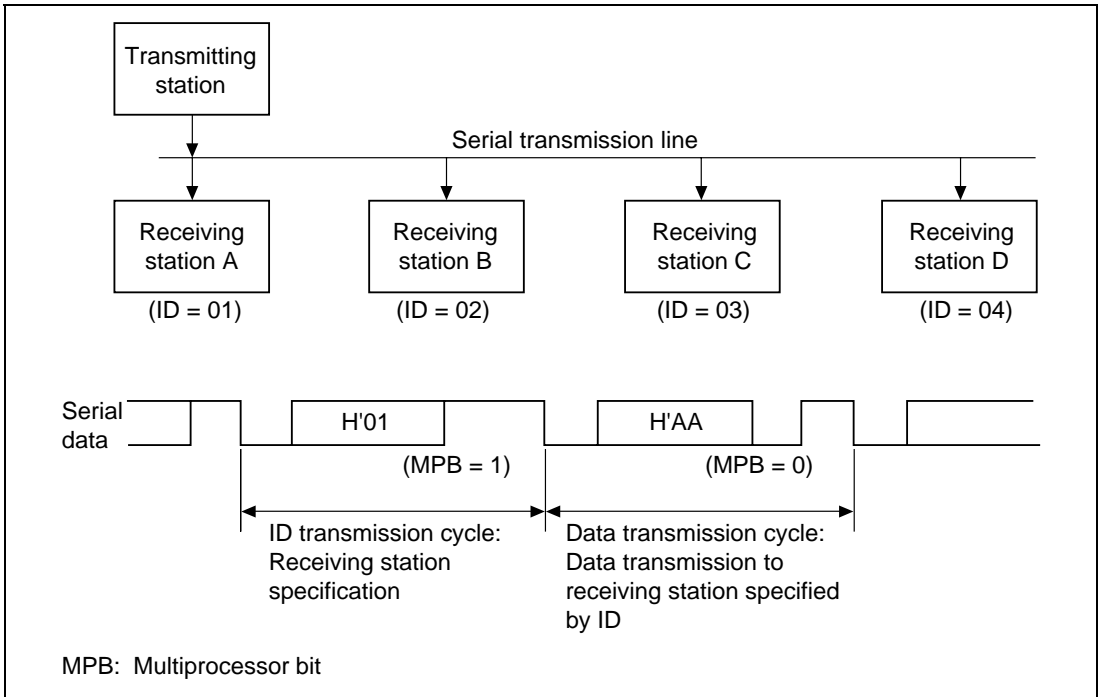 Transmitting
station
Serial transmission line
Receiving
station A
(ID = 01)
Receiving
station B
(ID = 02)
Receiving
station C
(ID = 03)
Receiving
station D
(ID = 04)
Serial
data
H'01
H'AA
(MPB = 1)
(MPB = 0)
ID transmission cycle:
Receiving station
specification
Data transmission cycle:
Data transmission to
receiving station specified
by ID
MPB: Multiprocessor bit